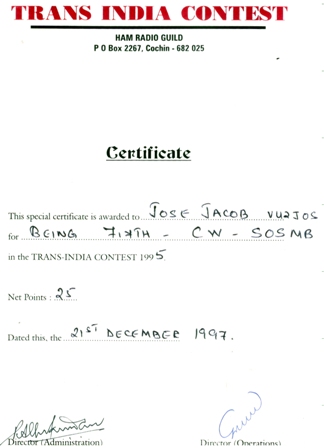 TRANS INDIA CONTEST
HAM RADIO GUILD
P O Box 2267, Cochin - 682 025
Certificate
This special certificate is awarded to JOSE JACOB VU2JOS
for BEING FIFTH - CW - SOSMB
in the TRANS-INDIA CONTEST 1995
Net Points : 25
Dated this, the 21ST DECEMBER 1997.
Director (Administration) Director (Operations)